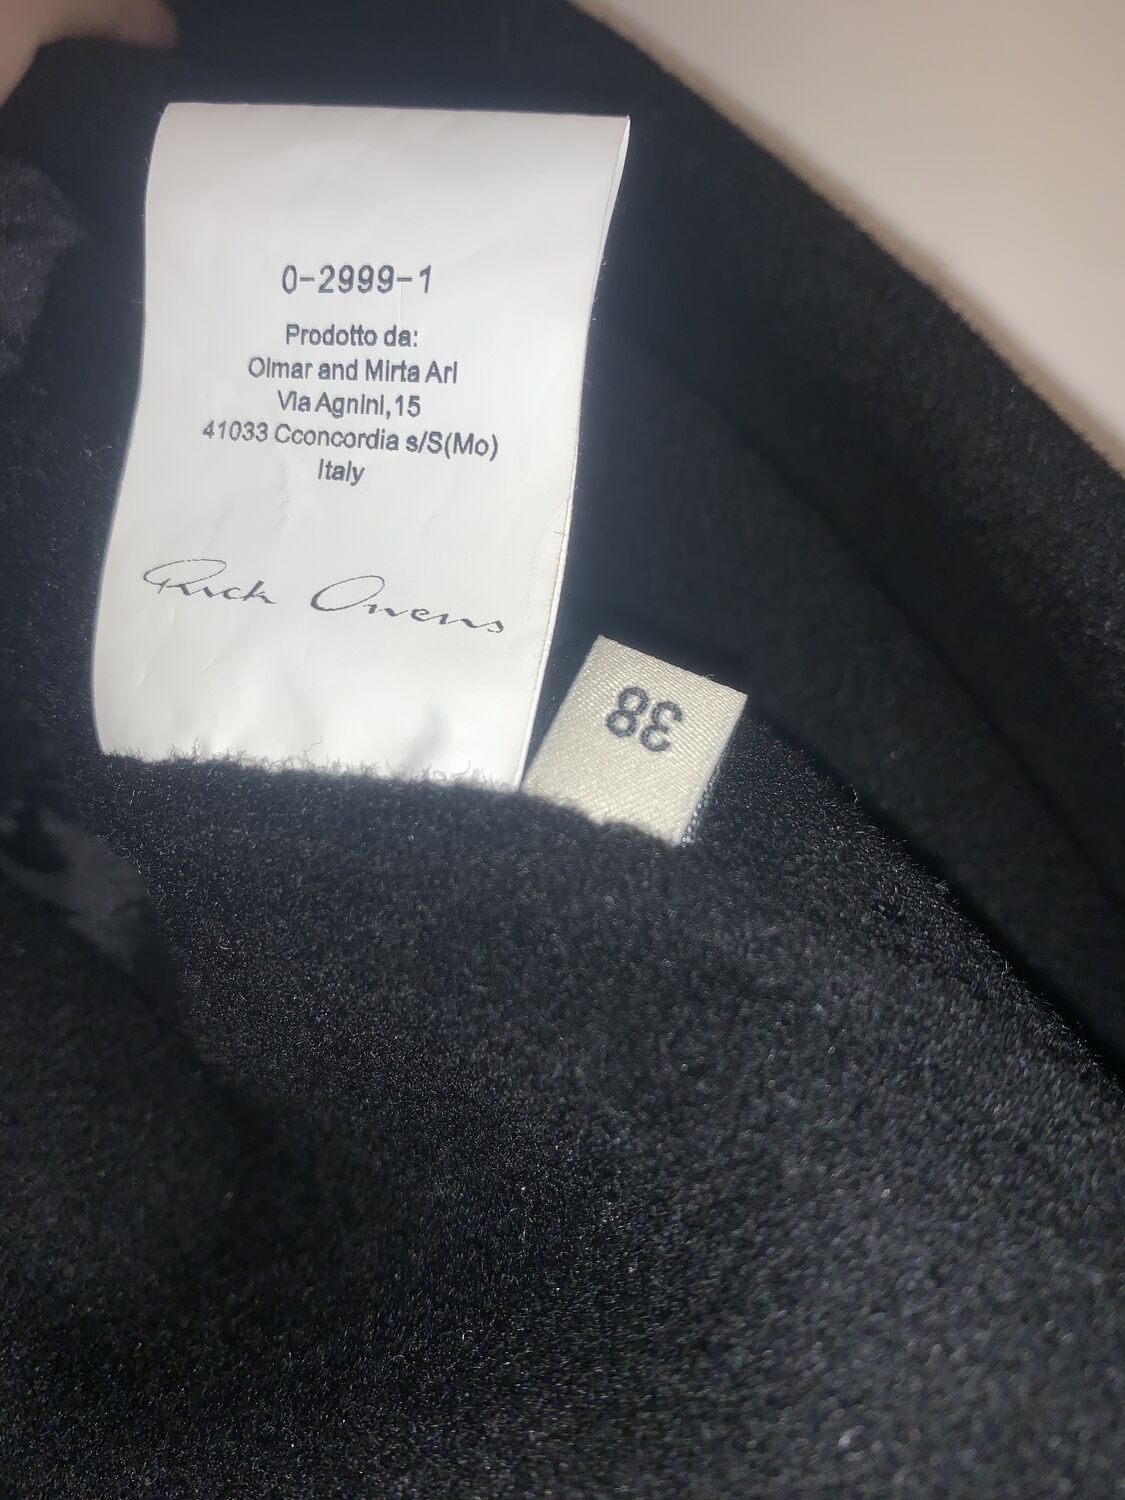 0-2999-1
Prodotto da:
Olmar and Mirta Arl
Via Agnini,15
41033 Cconcordia s/S(Mo)
Italy
Rick Owens
38